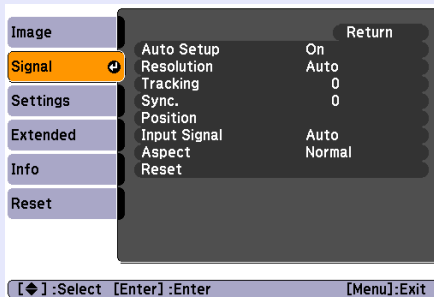 Image
Signal
Settings
Extended
Info
Reset
Return
Auto Setup On
Resolution Auto
Tracking 0
Sync. 0
Position
Input Signal Auto
Aspect Normal
Reset
[◆] :Select [Enter] :Enter [Menu]:Exit